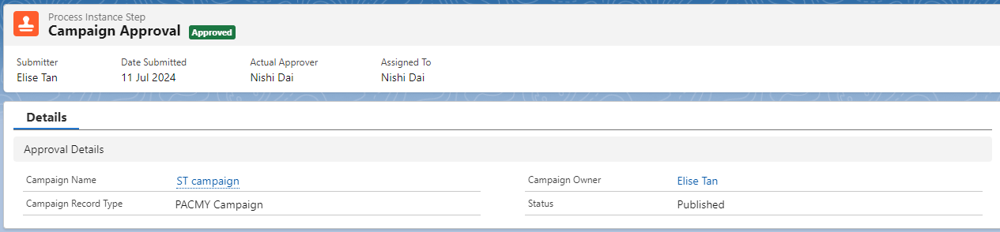 Process Instance Step
Campaign Approval Approved
Submitter Date Submitted Actual Approver Assigned To
Elise Tan 11 Jul 2024 Nishi Dai Nishi Dai
Details
Approval Details
Campaign Name ST campaign Campaign Owner Elise Tan
Campaign Record Type PACMY Campaign Status Published